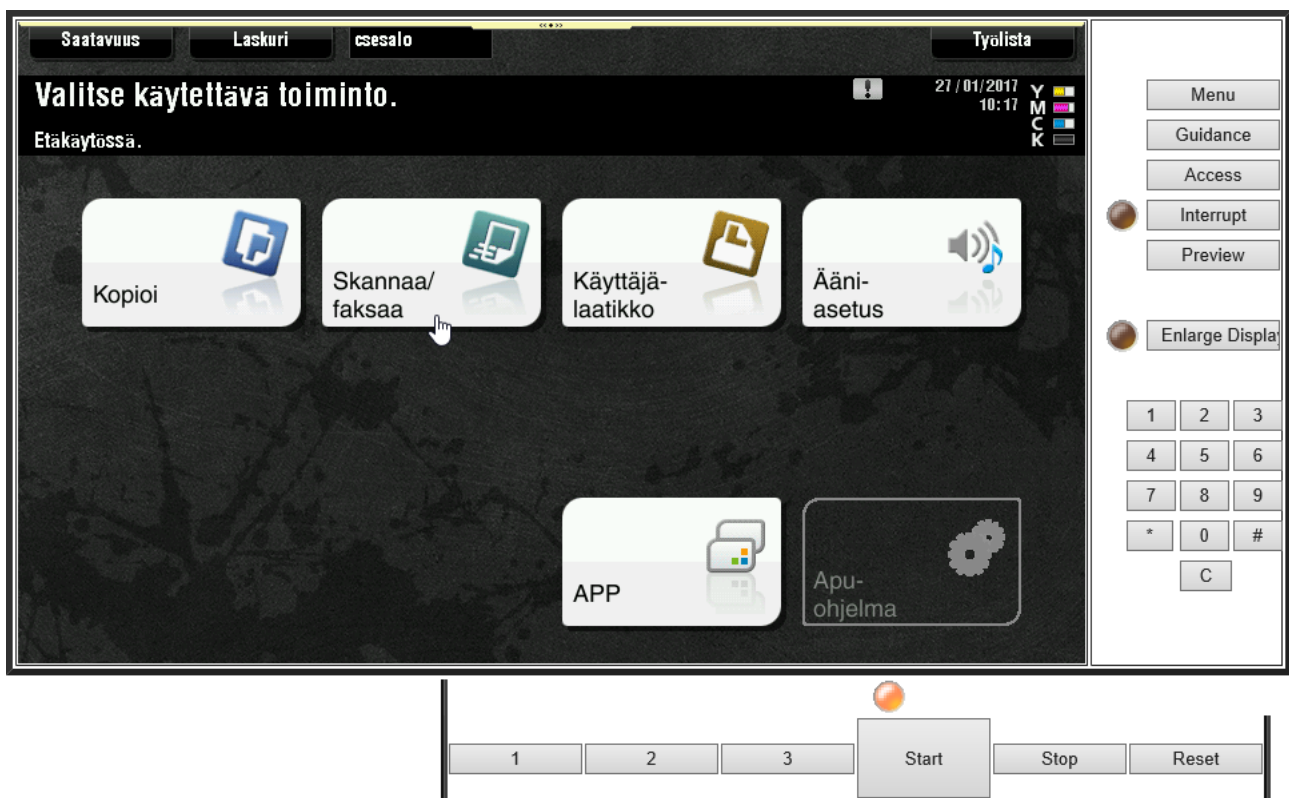 Saatavuus Laskuri csesalo Työlista
Valitse käytettävä toiminto. 27/01/2017 Y
10:17 M
C
Etäkäytössä. K
Kopioi
Skannaa/
faksaa
Käyttäjä-
laatikko
Ääni-
asetus
APP
Apu-
ohjelma
Menu
Guidance
Access
Interrupt
Preview
Enlarge Display
1 2 3
4 5 6
7 8 9
* 0 #
C
1 2 3 Start Stop Reset